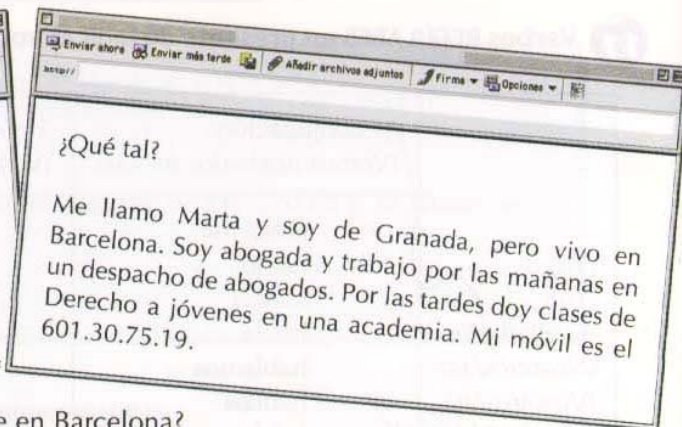 Enviar ahora Enviar más tarde Añadir archivos adjuntos Firma Opciones
http://
¿Qué tal?
Me llamo Marta y soy de Granada, pero vivo en
Barcelona. Soy abogada y trabajo por las mañanas en
un despacho de abogados. Por las tardes doy clases de
Derecho a jóvenes en una academia. Mi móvil es el
601.30.75.19.
en Barcelona?